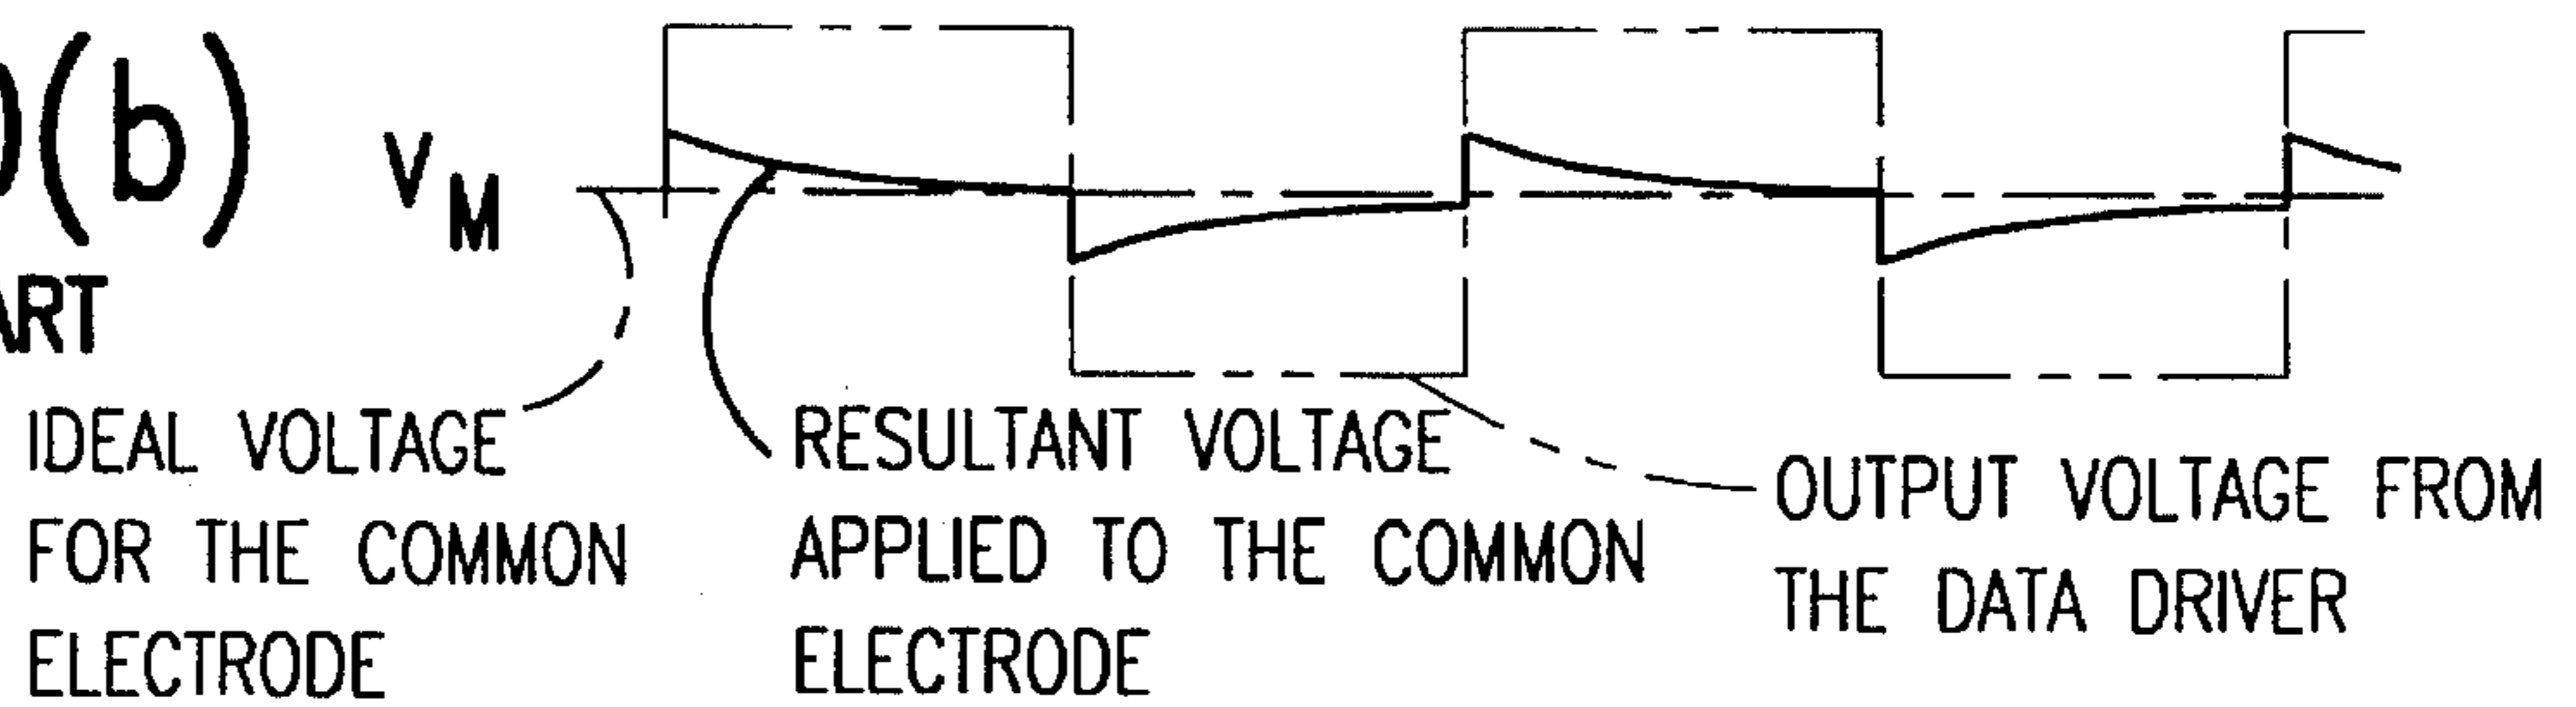 (b)
V_M
IDEAL VOLTAGE
FOR THE COMMON
ELECTRODE
RESULTANT VOLTAGE
APPLIED TO THE COMMON
ELECTRODE
OUTPUT VOLTAGE FROM
THE DATA DRIVER